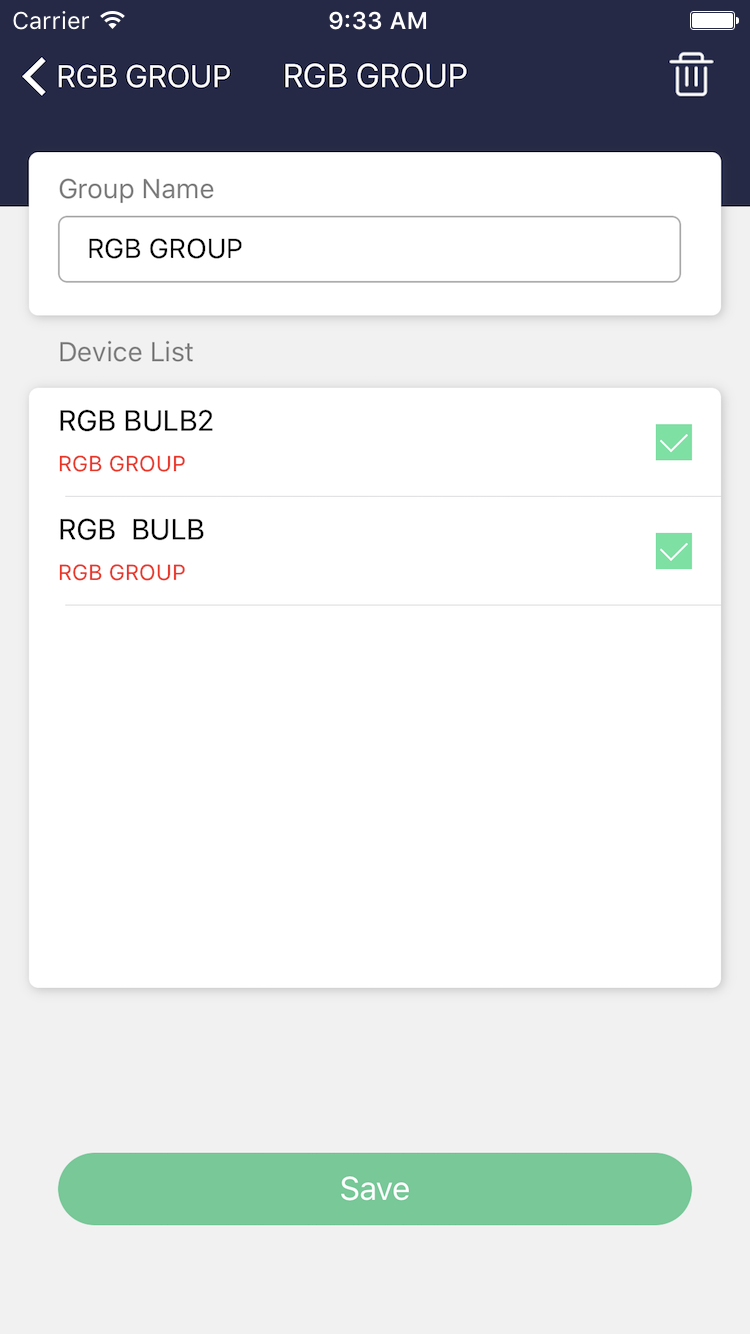 Carrier 9:33 AM
RGB GROUP RGB GROUP
Group Name
RGB GROUP
Device List
RGB BULB2
RGB GROUP
RGB  BULB
RGB GROUP
Save